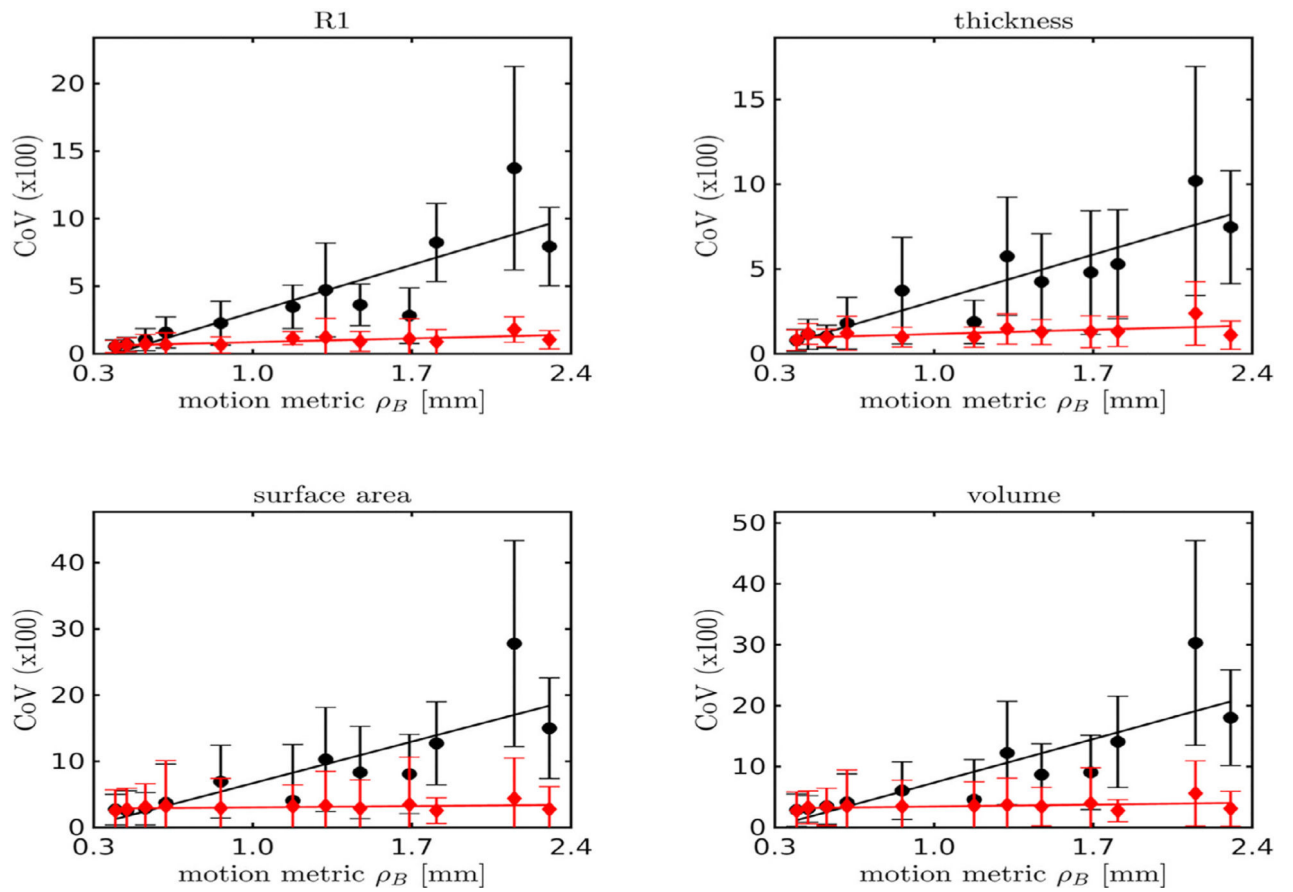 R1
CoV (x100)
20
15
10
5
0
0.3 1.0 1.7 2.4
motion metric ρB [mm]
thickness
CoV (x100)
15
10
5
0
0.3 1.0 1.7 2.4
motion metric ρB [mm]
surface area
CoV (x100)
40
30
20
10
0
0.3 1.0 1.7 2.4
motion metric ρB [mm]
volume
CoV (x100)
50
40
30
20
10
0
0.3 1.0 1.7 2.4
motion metric ρB [mm]